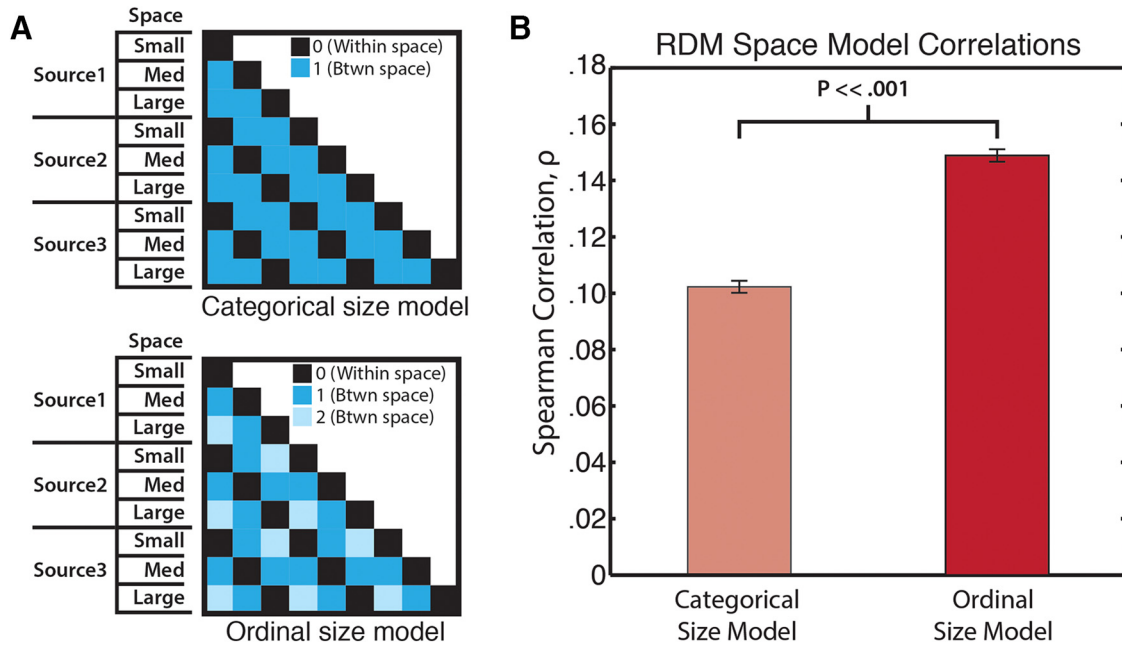 A
Space
Small
0 (Within space)
Source1
Med
1 (Btwn space)
Large
Small
Source2
Med
Large
Small
Source3
Med
Large
Categorical size model
Space
Small
0 (Within space)
Source1
Med
1 (Btwn space)
Large
2 (Btwn space)
Small
Source2
Med
Large
Small
Source3
Med
Large
Ordinal size model
B
RDM Space Model Correlations
P << .001
Spearman Correlation, ρ
.18
.16
.14
.12
.10
.08
.06
.04
.02
0
Categorical
Size Model
Ordinal
Size Model